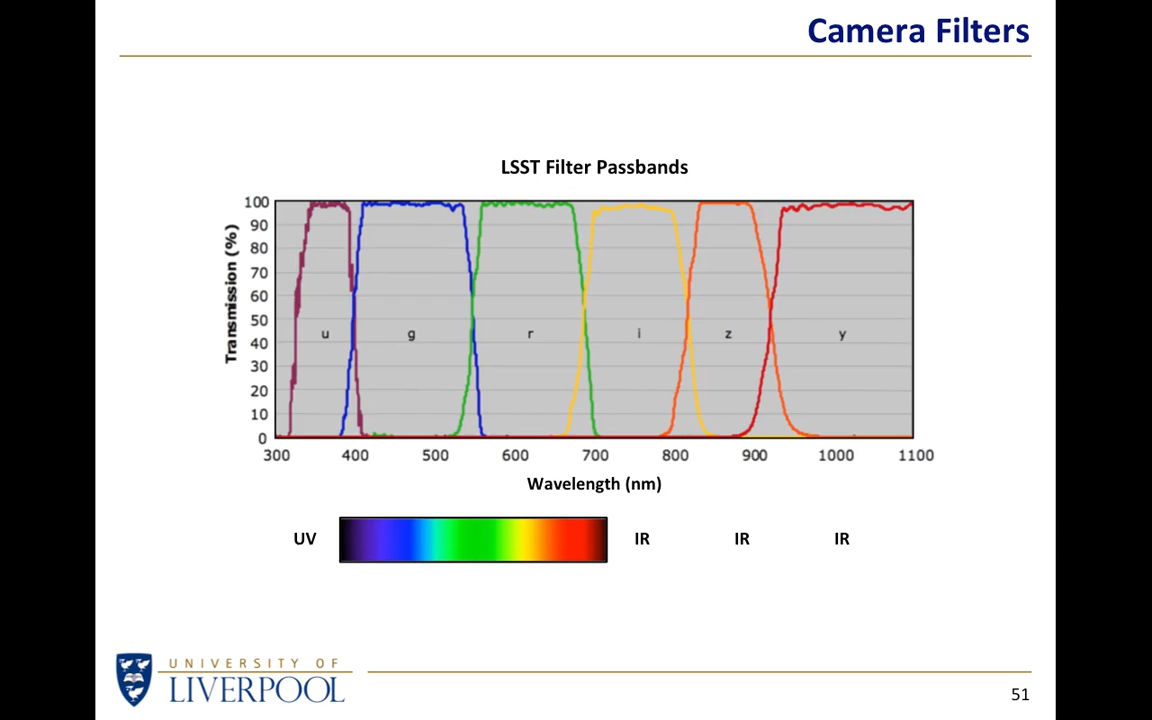 Camera Filters
LSST Filter Passbands
Transmission (%)
100
90
80
70
60
50
40
30
20
10
0
u g r i z y
300 400 500 600 700 800 900 1000 1100
Wavelength (nm)
UV IR IR IR
UNIVERSITY OF
LIVERPOOL
51